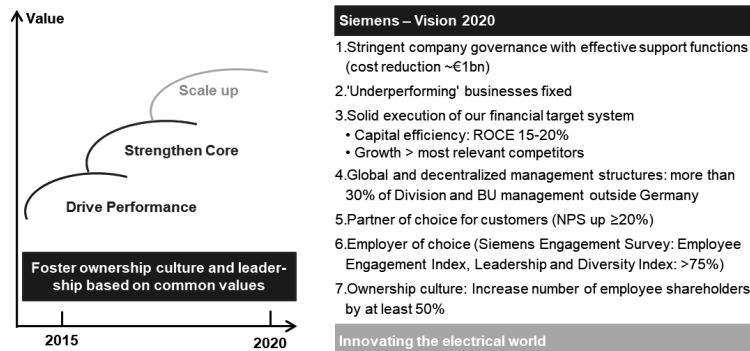 Value
Scale up
Strengthen Core
Drive Performance
Foster ownership culture and leader-
ship based on common values
2015
2020
Siemens – Vision 2020
1.Stringent company governance with effective support functions
(cost reduction ~€1bn)
2.'Underperforming' businesses fixed
3.Solid execution of our financial target system
• Capital efficiency: ROCE 15-20%
• Growth > most relevant competitors
4.Global and decentralized management structures: more than
30% of Division and BU management outside Germany
5.Partner of choice for customers (NPS up ≥20%)
6.Employer of choice (Siemens Engagement Survey: Employee
Engagement Index, Leadership and Diversity Index: >75%)
7.Ownership culture: Increase number of employee shareholders
by at least 50%
Innovating the electrical world